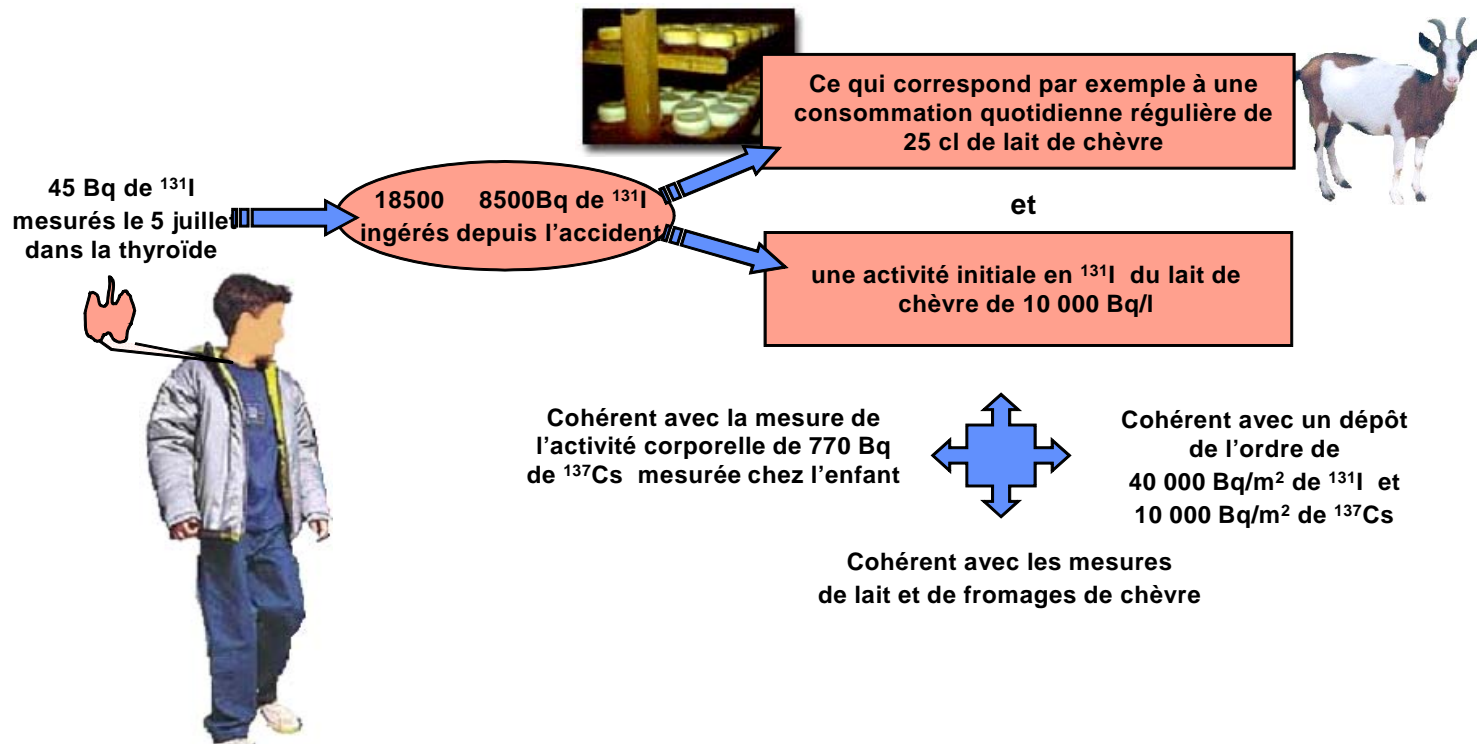 Ce qui correspond par exemple à une
consommation quotidienne régulière de
25 cl de lait de chèvre
45 Bq de ¹³¹I
mesurés le 5 juillet
dans la thyroïde
18500 8500Bq de ¹³¹I
ingérés depuis l’accident
et
une activité initiale en ¹³¹I du lait de
chèvre de 10 000 Bq/l
Cohérent avec la mesure de
l’activité corporelle de 770 Bq
de ¹³⁷Cs mesurée chez l’enfant
Cohérent avec un dépôt
de l’ordre de
40 000 Bq/m² de ¹³¹I et
10 000 Bq/m² de ¹³⁷Cs
Cohérent avec les mesures
de lait et de fromages de chèvre